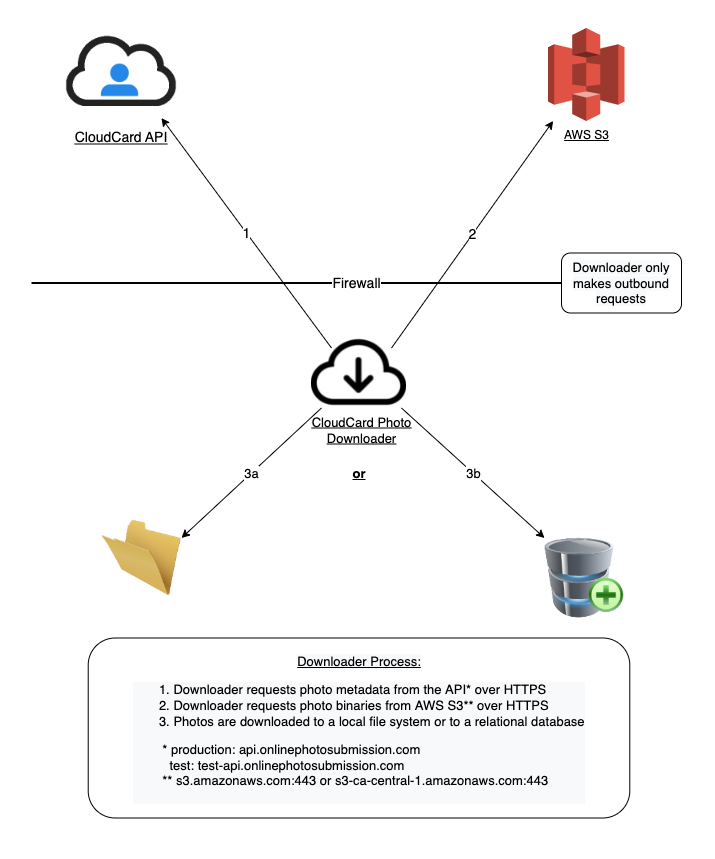 CloudCard API
AWS S3
1
2
Firewall
Downloader only
makes outbound
requests
CloudCard Photo
Downloader
3a
or
3b
Downloader Process:
1. Downloader requests photo metadata from the API* over HTTPS
2. Downloader requests photo binaries from AWS S3** over HTTPS
3. Photos are downloaded to a local file system or to a relational database
* production: api.onlinephotosubmission.com
test: test-api.onlinephotosubmission.com
** s3.amazonaws.com:443 or s3-ca-central-1.amazonaws.com:443